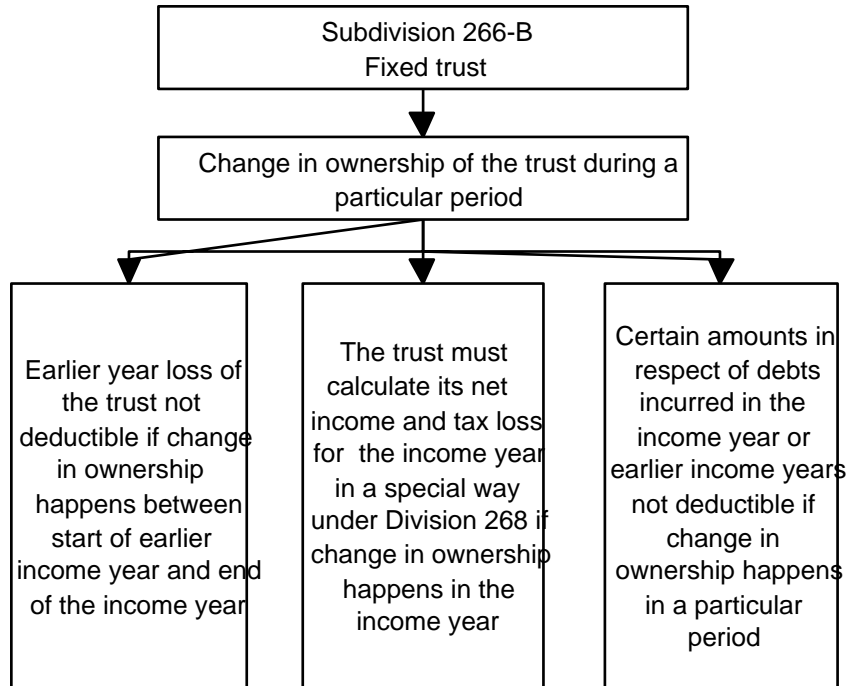 Subdivision 266-B
Fixed trust
Change in ownership of the trust during a
particular period
Earlier year loss of
the trust not
deductible if change
in ownership
happens between
start of earlier
income year and end
of the income year
The trust must
calculate its net
income and tax loss
for the income year
in a special way
under Division 268 if
change in ownership
happens in the
income year
Certain amounts in
respect of debts
incurred in the
income year or
earlier income years
not deductible if
change in
ownership happens
in a particular
period